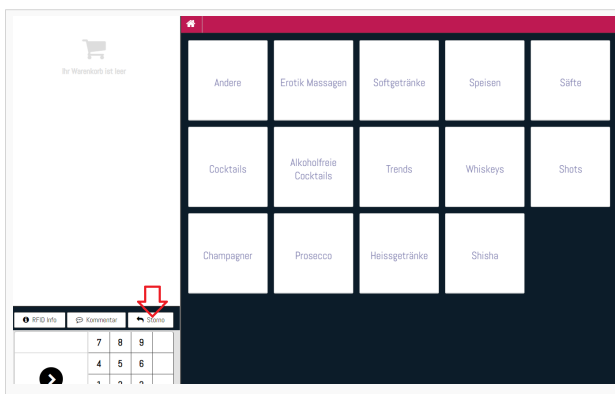 Ihr Warenkorb ist leer
Andere
Erotik Massagen
Softgetränke
Speisen
Säfte
Cocktails
Alkoholfreie
Cocktails
Trends
Whiskeys
Shots
Champagner
Prosecco
Heissgetränke
Shisha
RFID Info
Kommentar
Storno
7 8 9
4 5 6